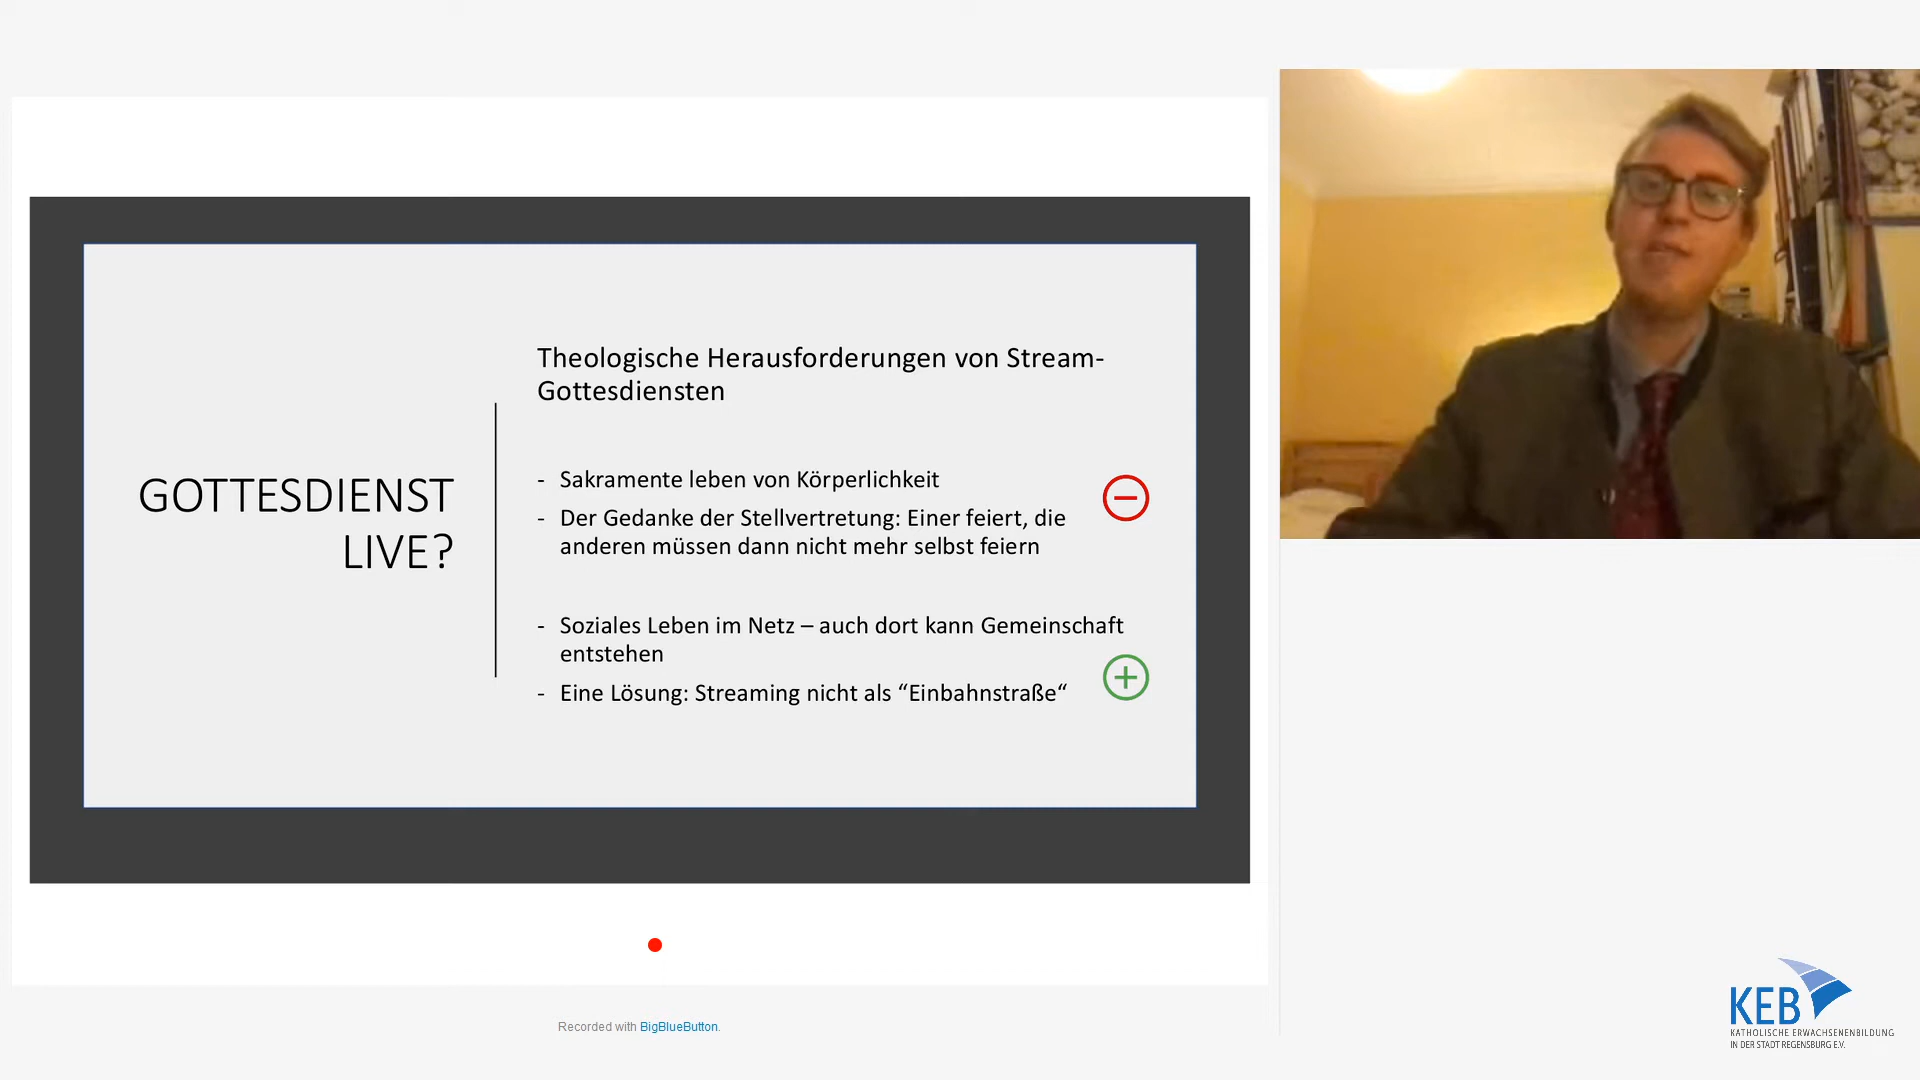 GOTTESDIENST
LIVE?
Theologische Herausforderungen von Stream-
Gottesdiensten
- Sakramente leben von Körperlichkeit
- Der Gedanke der Stellvertretung: Einer feiert, die
anderen müssen dann nicht mehr selbst feiern
- Soziales Leben im Netz – auch dort kann Gemeinschaft
entstehen
- Eine Lösung: Streaming nicht als “Einbahnstraße“
Recorded with BigBlueButton.
KEB
KATHOLISCHE ERWACHSENENBILDUNG
IN DER STADT REGENSBURG E.V.